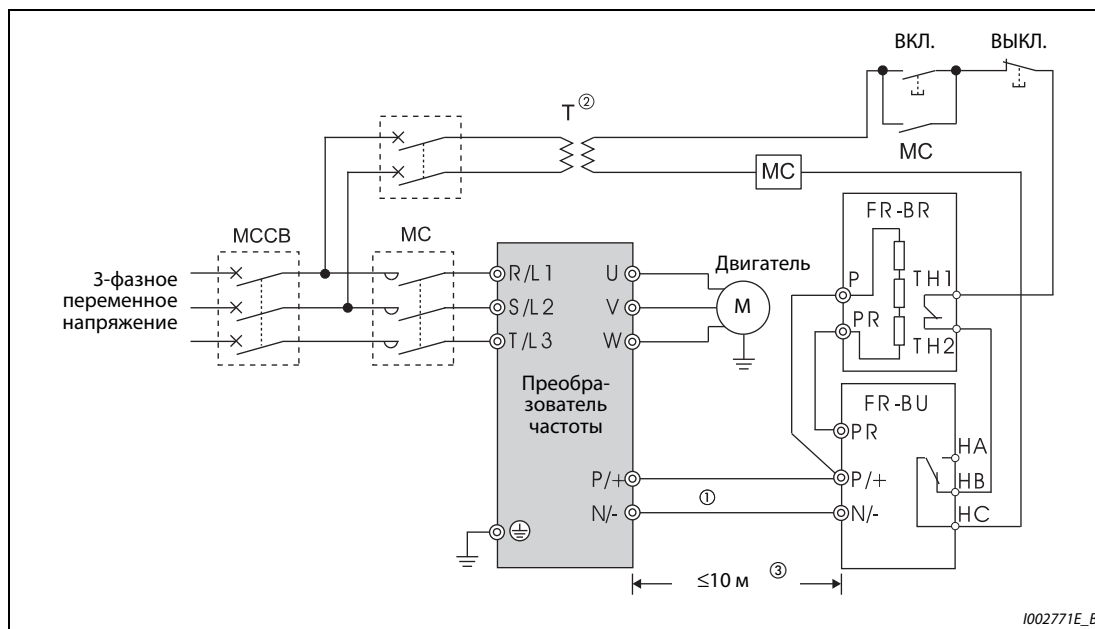 ВКЛ.
ВЫКЛ.
T ②
MC
MC
FR-BR
MCCB
MC
3-фазное
переменное
напряжение
R/L1
S/L2
T/L3
U
V
W
Двигатель
M
P
PR
TH1
TH2
Преобра-
зователь
частоты
FR-BU
PR
HA
P/+
①
P/+
HB
N/-
N/-
HC
≤10 м ③
I002771E_B